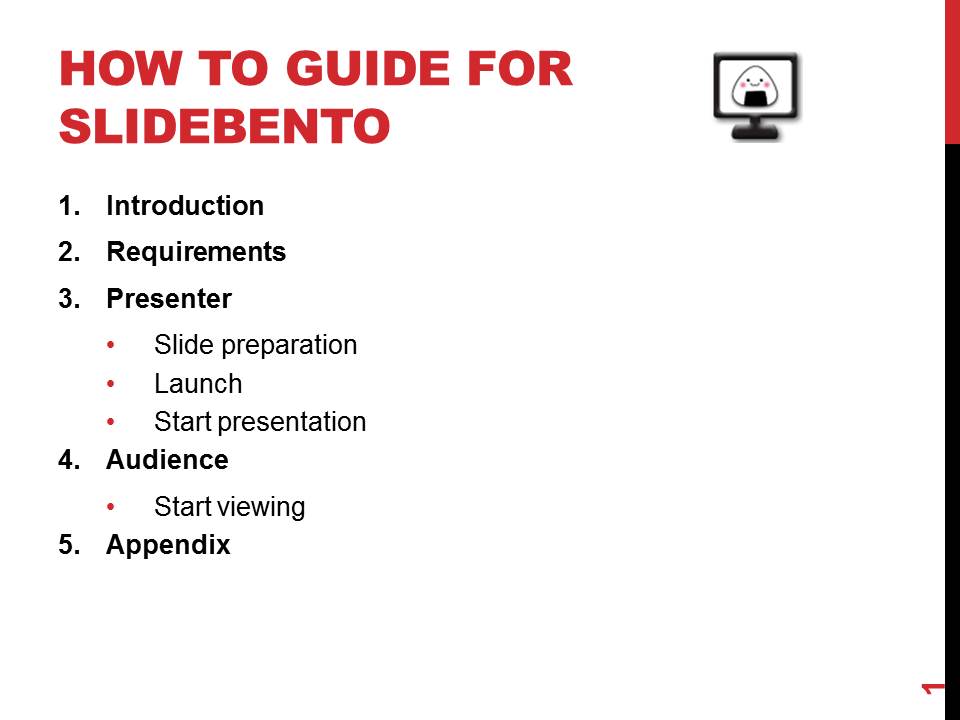 HOW TO GUIDE FOR
SLIDEBENTO
1. Introduction
2. Requirements
3. Presenter
• Slide preparation
• Launch
• Start presentation
4. Audience
• Start viewing
5. Appendix
1